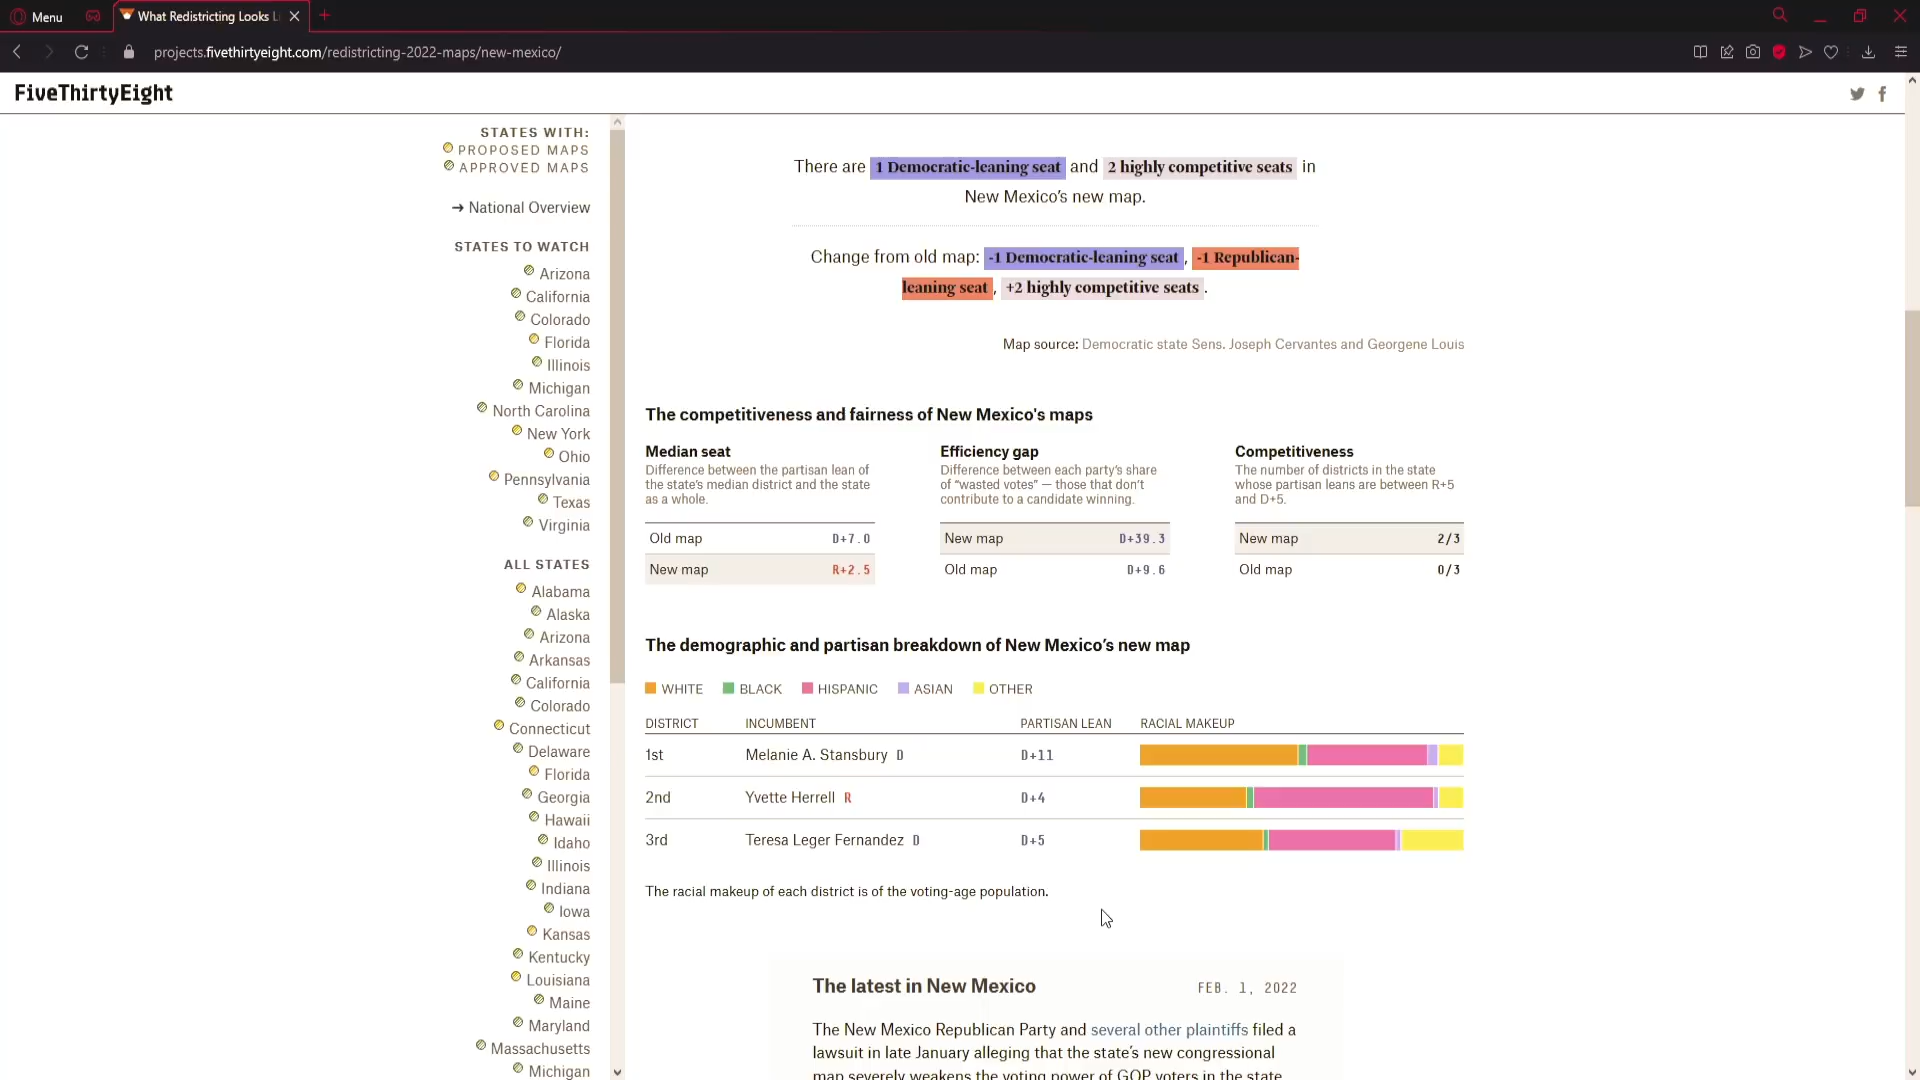 Menu
What Redistricting Looks L
projects.fivethirtyeight.com/redistricting-2022-maps/new-mexico/
FiveThirtyEight
STATES WITH:
PROPOSED MAPS
APPROVED MAPS
→ National Overview
STATES TO WATCH
Arizona
California
Colorado
Florida
Illinois
Michigan
North Carolina
New York
Ohio
Pennsylvania
Texas
Virginia
ALL STATES
Alabama
Alaska
Arizona
Arkansas
California
Colorado
Connecticut
Delaware
Florida
Georgia
Hawaii
Idaho
Illinois
Indiana
Iowa
Kansas
Kentucky
Louisiana
Maine
Maryland
Massachusetts
Michigan
There are 1 Democratic-leaning seat and 2 highly competitive seats in
New Mexico's new map.
Change from old map: -1 Democratic-leaning seat, -1 Republican-
leaning seat, +2 highly competitive seats.
Map source: Democratic state Sens. Joseph Cervantes and Georgene Louis
The competitiveness and fairness of New Mexico's maps
Median seat
Difference between the partisan lean of
the state's median district and the state
as a whole.
Old map D+7.0
New map R+2.5
Efficiency gap
Difference between each party's share
of “wasted votes” — those that don't
contribute to a candidate winning.
New map D+39.3
Old map D+9.6
Competitiveness
The number of districts in the state
whose partisan leans are between R+5
and D+5.
New map 2/3
Old map 0/3
The demographic and partisan breakdown of New Mexico's new map
WHITE BLACK HISPANIC ASIAN OTHER
DISTRICT INCUMBENT PARTISAN LEAN RACIAL MAKEUP
1st Melanie A. Stansbury D D+11
2nd Yvette Herrell R D+4
3rd Teresa Leger Fernandez D D+5
The racial makeup of each district is of the voting-age population.
The latest in New Mexico FEB. 1, 2022
The New Mexico Republican Party and several other plaintiffs filed a
lawsuit in late January alleging that the state's new congressional
map severely weakens the voting power of GOP voters in the state